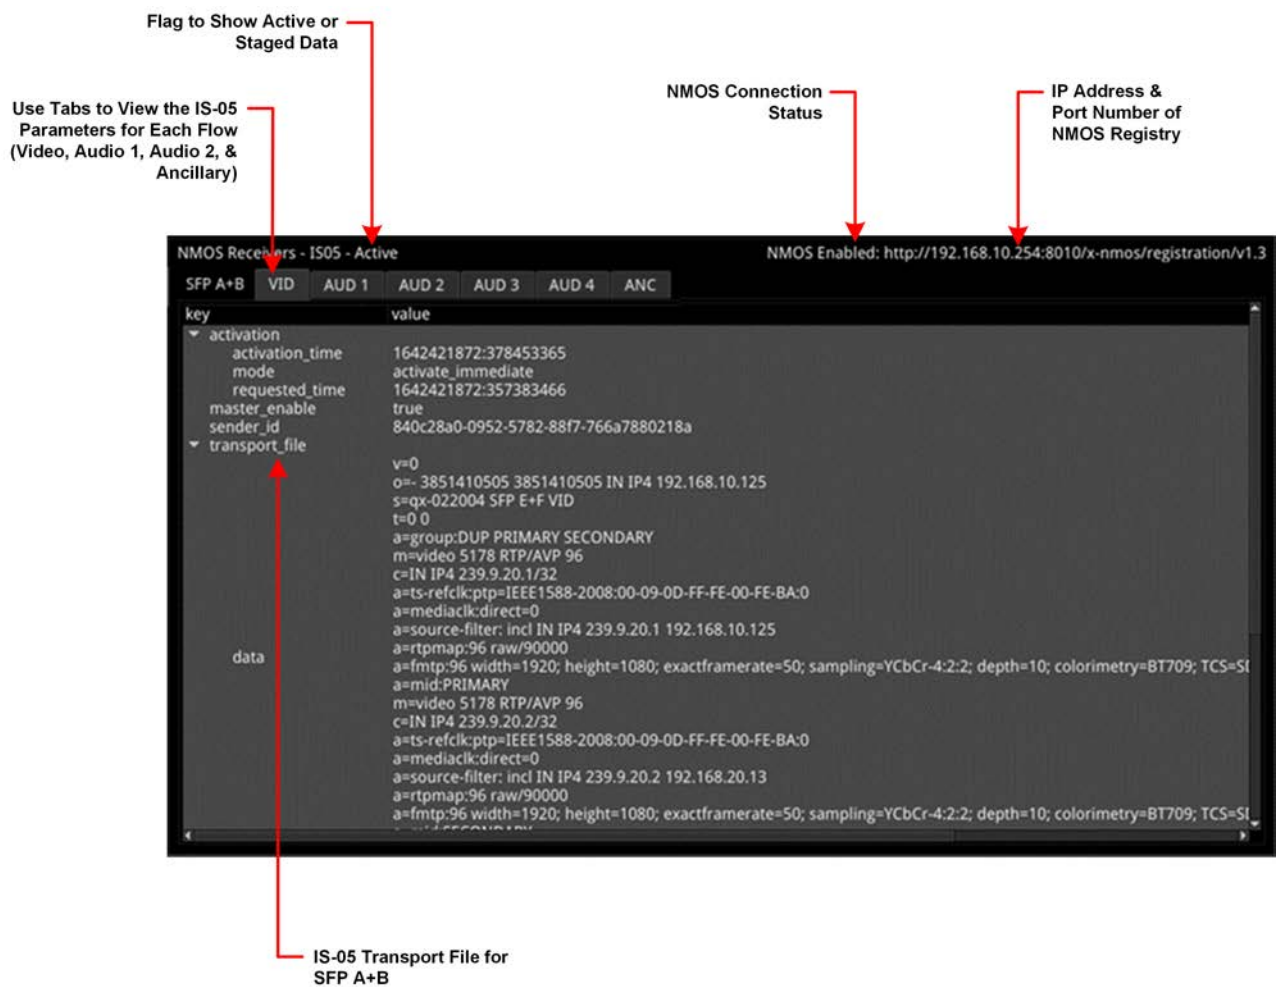 Flag to Show Active or
Staged Data
Use Tabs to View the IS-05
Parameters for Each Flow
(Video, Audio 1, Audio 2, &
Ancillary)
NMOS Connection
Status
IP Address &
Port Number of
NMOS Registry
NMOS Receivers - IS05 - Active
NMOS Enabled: http://192.168.10.254:8010/x-nmos/registration/v1.3
SFP A+B VID AUD 1 AUD 2 AUD 3 AUD 4 ANC
key value
activation
activation_time 1642421872:378453365
mode activate_immediate
requested_time 1642421872:357383466
master_enable true
sender_id 840c28a0-0952-5782-88f7-766a7880218a
transport_file
v=0
o=- 3851410505 3851410505 IN IP4 192.168.10.125
s=qx-022004 SFP E+F VID
t=0 0
a=group:DUP PRIMARY SECONDARY
m=video 5178 RTP/AVP 96
c=IN IP4 239.9.20.1/32
a=ts-refclk:ptp=IEEE1588-2008:00-09-0D-FF-FE-00-FE-BA:0
a=mediaclk:direct=0
a=source-filter: incl IN IP4 239.9.20.1 192.168.10.125
a=rtpmap:96 raw/90000
data
a=fmtp:96 width=1920; height=1080; exactframerate=50; sampling=YCbCr-4:2:2; depth=10; colorimetry=BT709; TCS=SD
a=mid:PRIMARY
m=video 5178 RTP/AVP 96
c=IN IP4 239.9.20.2/32
a=ts-refclk:ptp=IEEE1588-2008:00-09-0D-FF-FE-00-FE-BA:0
a=mediaclk:direct=0
a=source-filter: incl IN IP4 239.9.20.2 192.168.20.13
a=rtpmap:96 raw/90000
a=fmtp:96 width=1920; height=1080; exactframerate=50; sampling=YCbCr-4:2:2; depth=10; colorimetry=BT709; TCS=SD
a=mid:SECONDARY
IS-05 Transport File for
SFP A+B